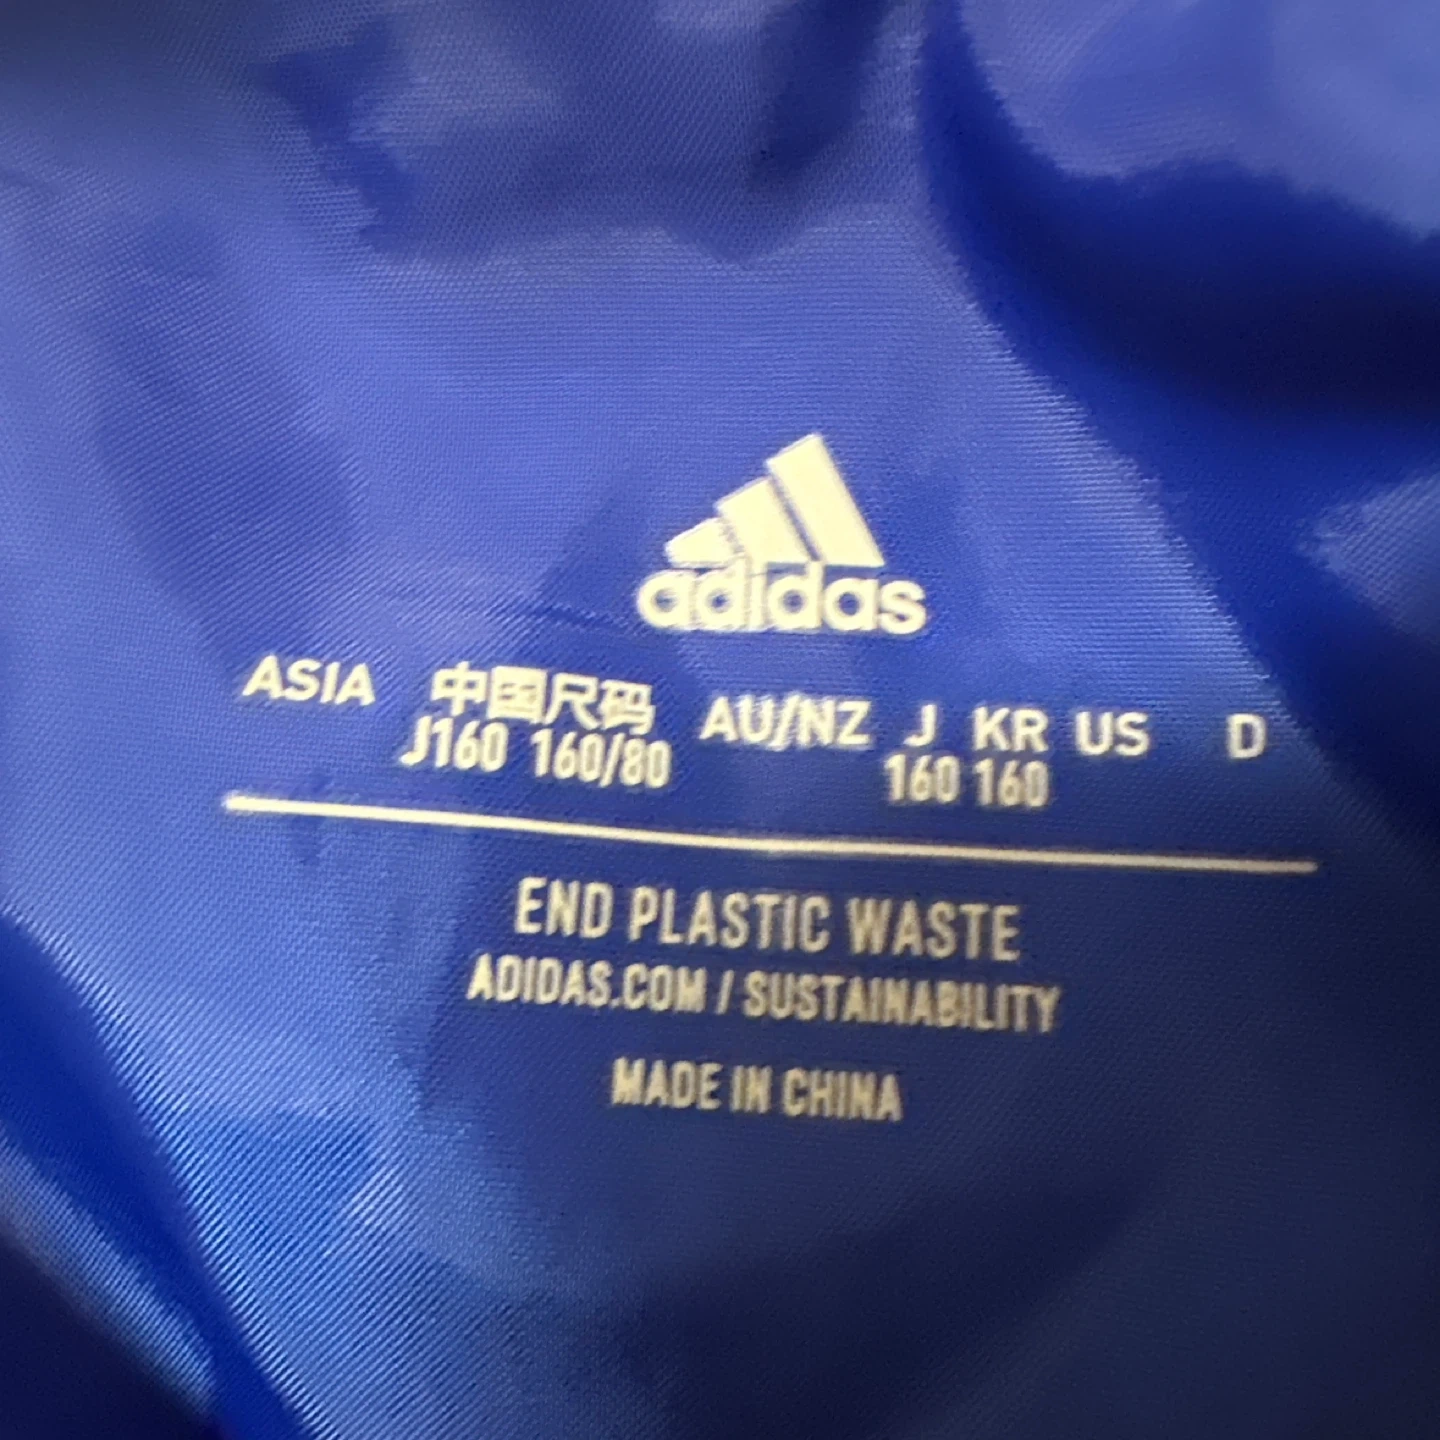 adidas
ASIA 中国尺码 AU/NZ J KR US D
J160 160/80 160 160
END PLASTIC WASTE
ADIDAS.COM / SUSTAINABILITY
MADE IN CHINA